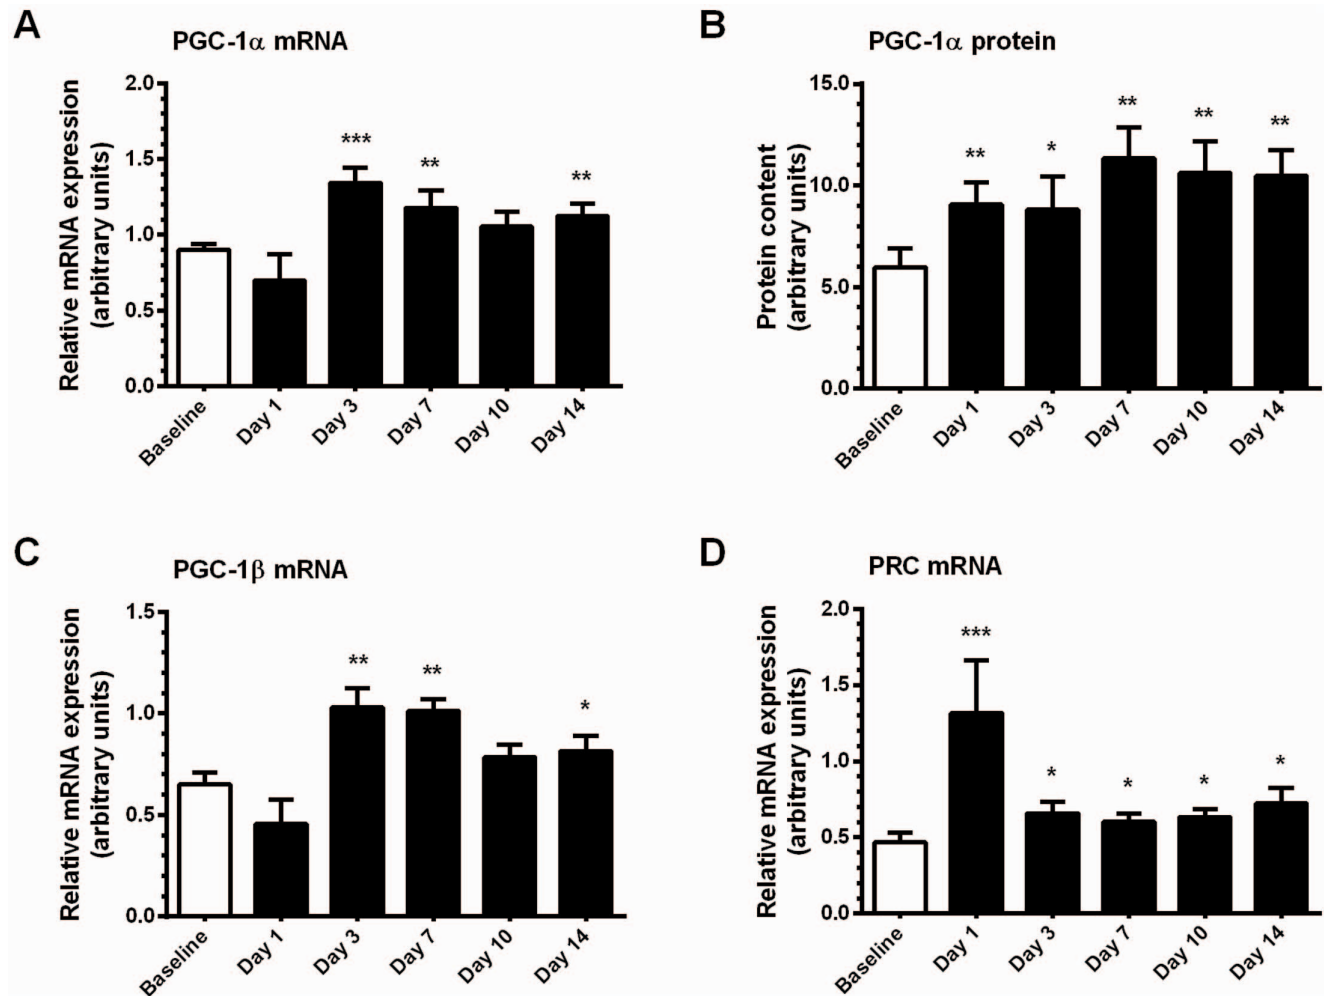 A
PGC-1α mRNA
Relative mRNA expression
(arbitrary units)
2.0
1.5
1.0
0.5
0.0
***
**
**
Baseline
Day 1
Day 3
Day 7
Day 10
Day 14
B
PGC-1α protein
Protein content
(arbitrary units)
15.0
10.0
5.0
0.0
**
*
**
**
**
Baseline
Day 1
Day 3
Day 7
Day 10
Day 14
C
PGC-1β mRNA
Relative mRNA expression
(arbitrary units)
1.5
1.0
0.5
0.0
**
**
*
Baseline
Day 1
Day 3
Day 7
Day 10
Day 14
D
PRC mRNA
Relative mRNA expression
(arbitrary units)
2.0
1.5
1.0
0.5
0.0
***
*
*
*
*
Baseline
Day 1
Day 3
Day 7
Day 10
Day 14